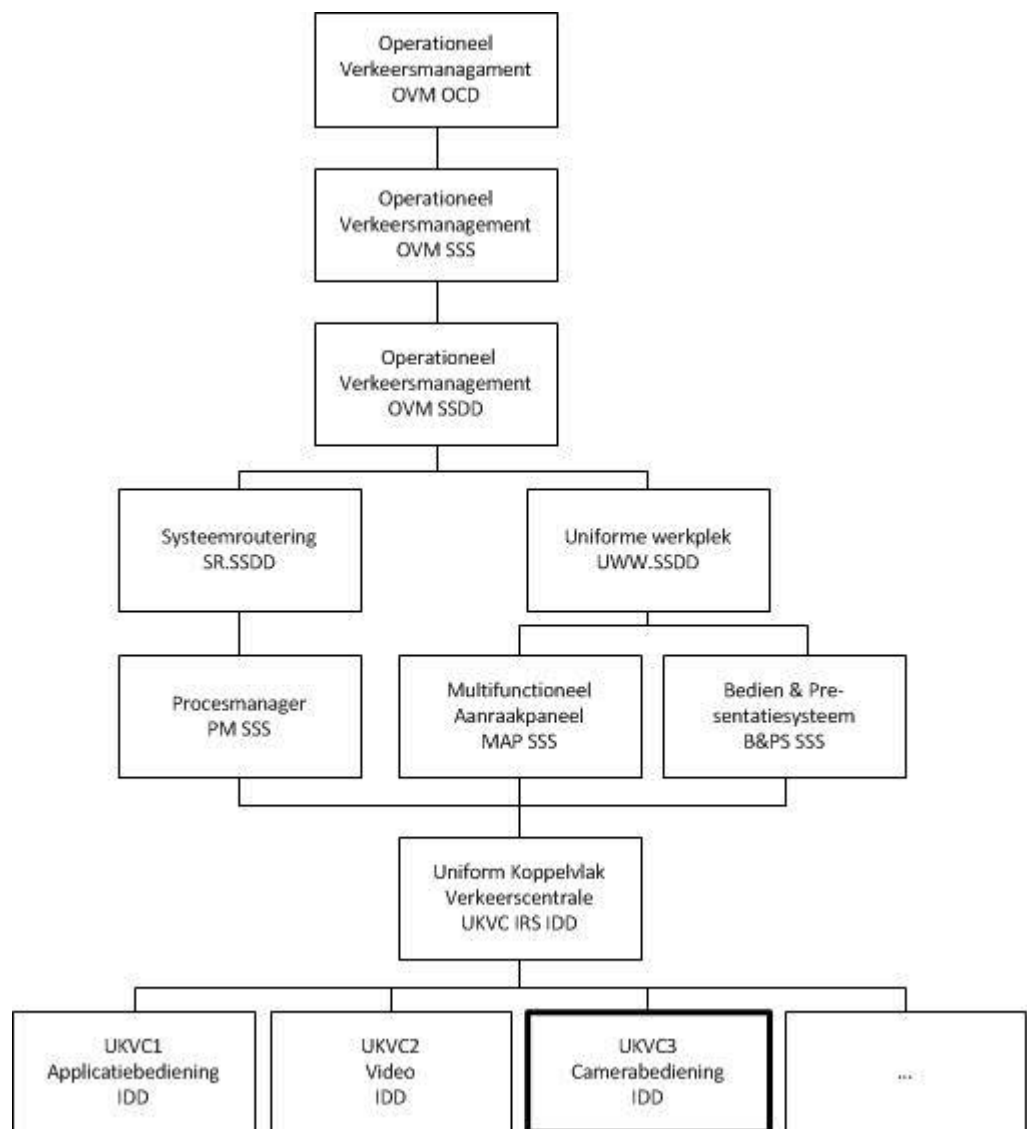 Operationeel
Verkeersmanagament
OVM OCD
Operationeel
Verkeersmanagement
OVM SSS
Operationeel
Verkeersmanagement
OVM SSDD
Systeemroutering
SR.SSDD
Uniforme werkplek
UWW.SSDD
Procesmanager
PM SSS
Multifunctioneel
Aanraakpaneel
MAP SSS
Bedien & Pre-
sentatiesysteem
B&PS SSS
Uniform Koppelvlak
Verkeerscentrale
UKVC IRS IDD
UKVC1
Applicatiebediening
IDD
UKVC2
Video
IDD
UKVC3
Camerabediening
IDD
...